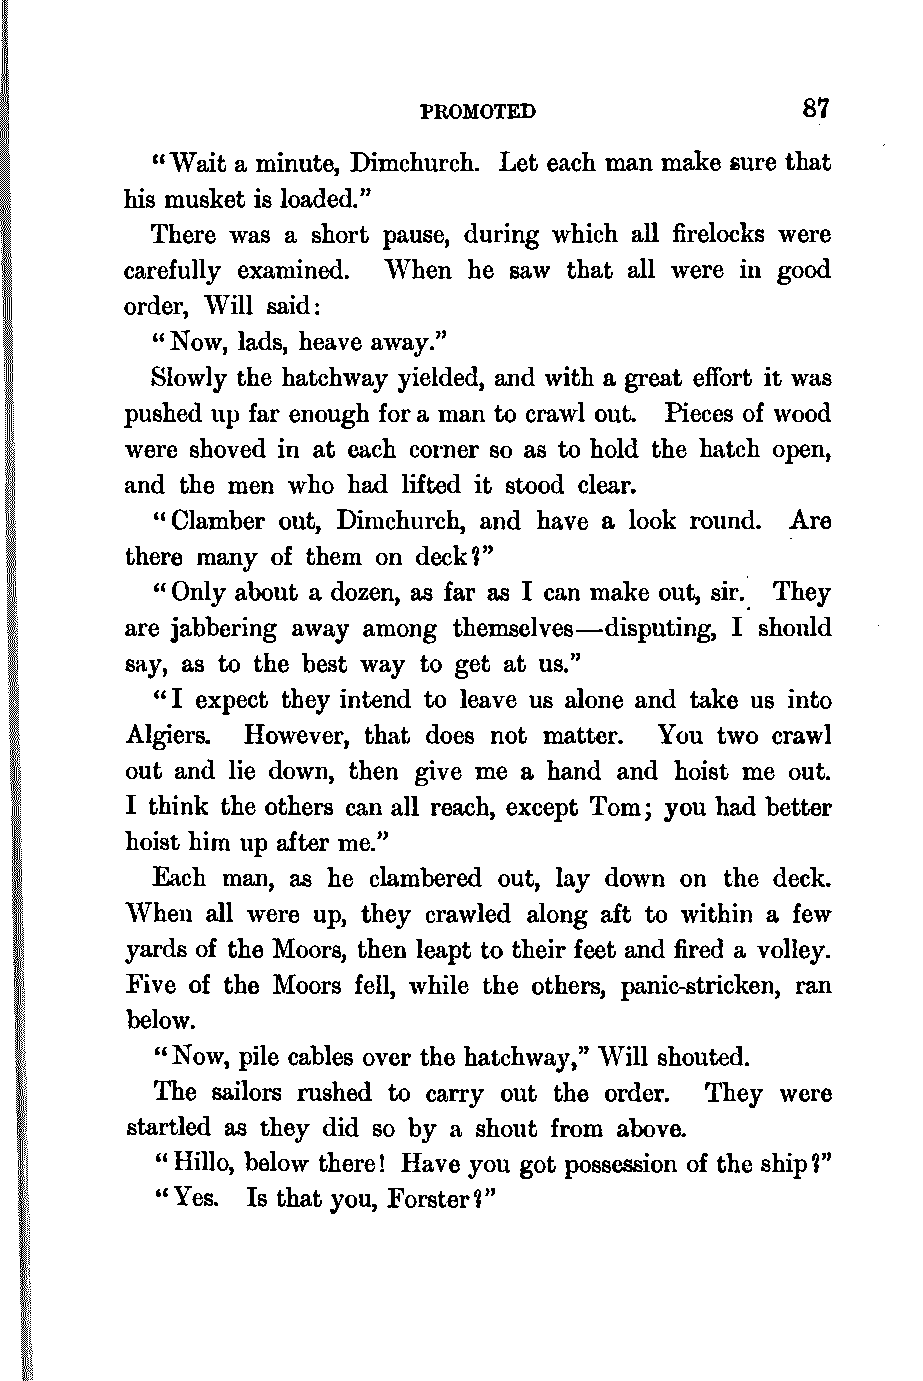 PROMOTED 87
"Wait a minute, Dimchurch. Let each man make sure that
his musket is loaded."
There was a short pause, during which all firelocks were
carefully examined. When he saw that all were in good
order, Will said:
"Now, lads, heave away."
Slowly the hatchway yielded, and with a great effort it was
pushed up far enough for a man to crawl out. Pieces of wood
were shoved in at each corner so as to hold the hatch open,
and the men who had lifted it stood clear.
"Clamber out, Dimchurch, and have a look round. Are
there many of them on deck?"
"Only about a dozen, as far as I can make out, sir. They
are jabbering away among themselves—disputing, I should
say, as to the best way to get at us."
"I expect they intend to leave us alone and take us into
Algiers. However, that does not matter. You two crawl
out and lie down, then give me a hand and hoist me out.
I think the others can all reach, except Tom; you had better
hoist him up after me."
Each man, as he clambered out, lay down on the deck.
When all were up, they crawled along aft to within a few
yards of the Moors, then leapt to their feet and fired a volley.
Five of the Moors fell, while the others, panic-stricken, ran
below.
"Now, pile cables over the hatchway," Will shouted.
The sailors rushed to carry out the order. They were
startled as they did so by a shout from above.
"Hillo, below there! Have you got possession of the ship?"
"Yes. Is that you, Forster?"